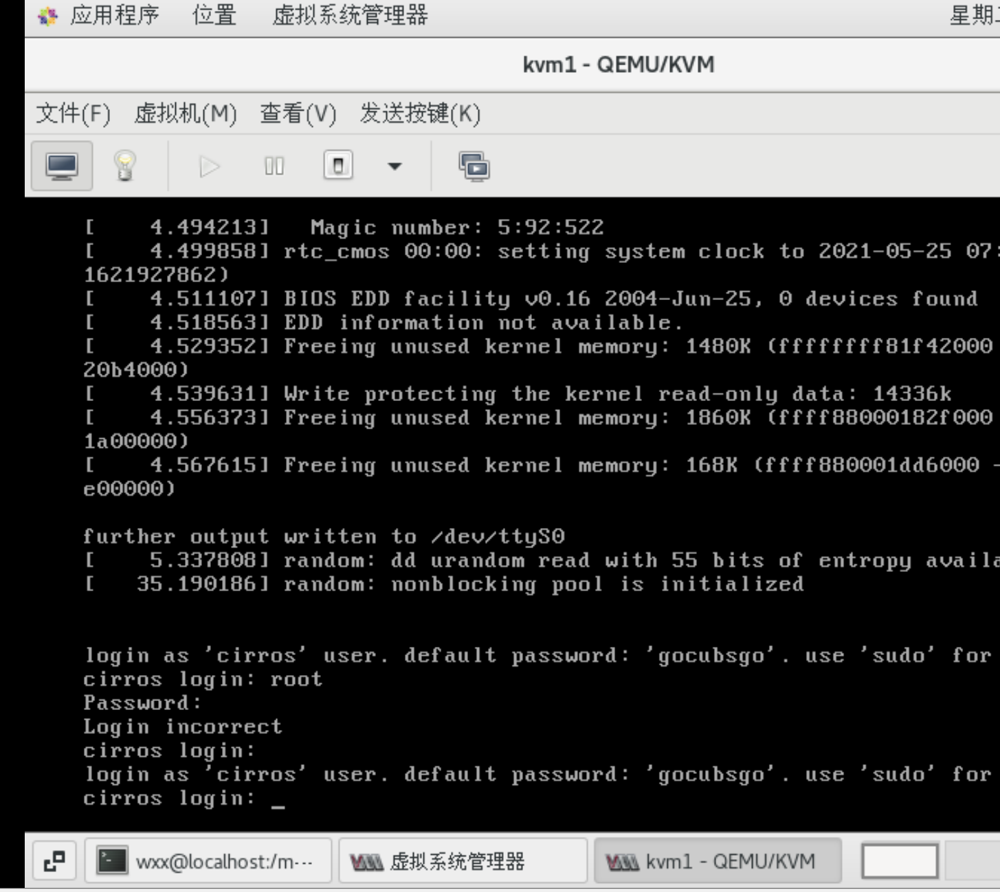 应用程序 位置 虚拟系统管理器 星期
kvm1 - QEMU/KVM
文件(F) 虚拟机(M) 查看(V) 发送按键(K)
[    4.494213]   Magic number: 5:92:522
[    4.499858] rtc_cmos 00:00: setting system clock to 2021-05-25 07:
1621927862)
[    4.511107] BIOS EDD facility v0.16 2004-Jun-25, 0 devices found
[    4.518563] EDD information not available.
[    4.529352] Freeing unused kernel memory: 1480K (ffffffff81f42000
20b4000)
[    4.539631] Write protecting the kernel read-only data: 14336k
[    4.556373] Freeing unused kernel memory: 1860K (ffff88000182f000
1a00000)
[    4.567615] Freeing unused kernel memory: 168K (ffff880001dd6000 -
e00000)
further output written to /dev/ttyS0
[    5.337808] random: dd urandom read with 55 bits of entropy availa
[   35.190186] random: nonblocking pool is initialized
login as 'cirros' user. default password: 'gocubsgo'. use 'sudo' for
cirros login: root
Password:
Login incorrect
cirros login:
login as 'cirros' user. default password: 'gocubsgo'. use 'sudo' for
cirros login: _
wxx@localhost:/m··· 虚拟系统管理器 kvm1 - QEMU/KVM